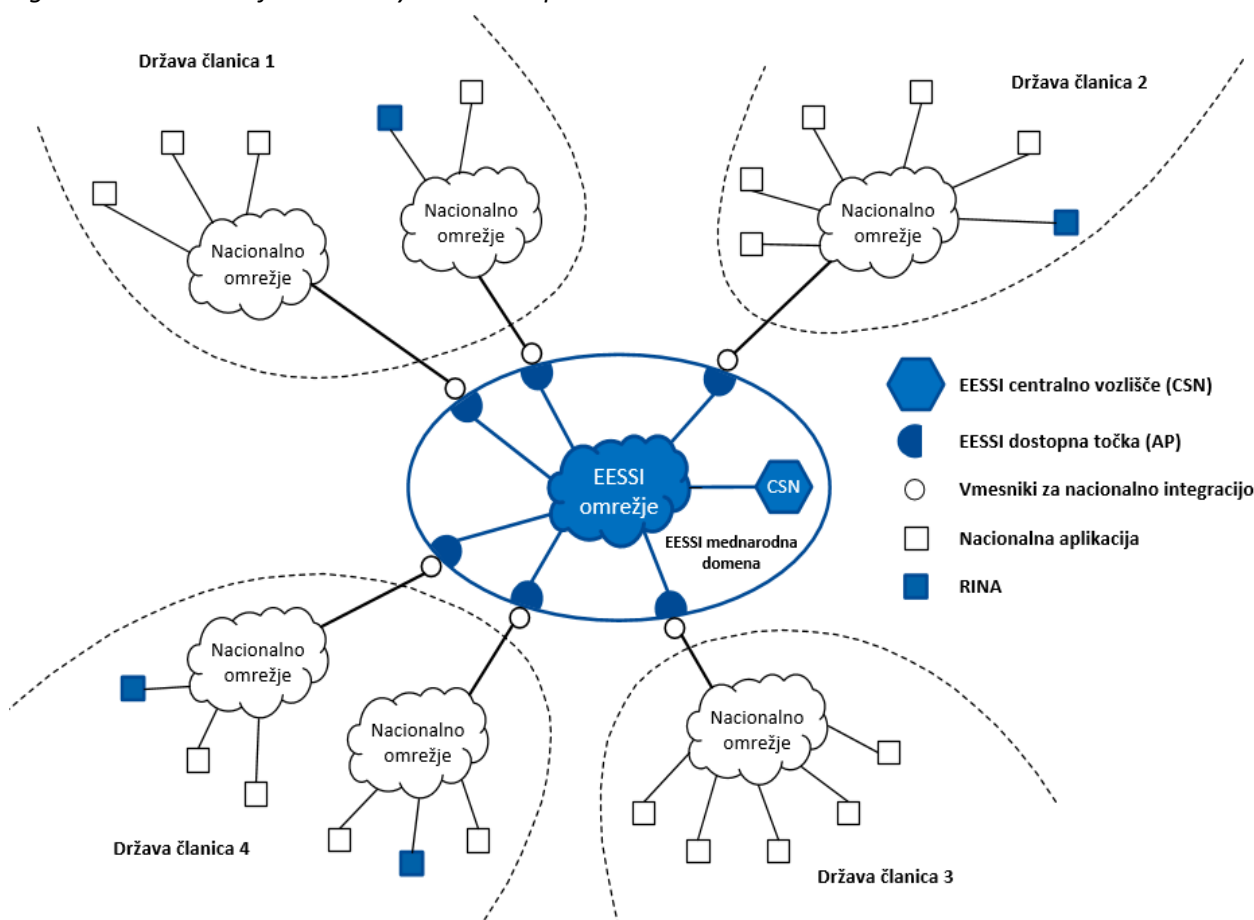 Država članica 1
Država članica 2
Nacionalno
omrežje
Nacionalno
omrežje
Nacionalno
omrežje
EESSI centralno vozlišče (CSN)
EESSI dostopna točka (AP)
Vmesniki za nacionalno integracijo
Nacionalna aplikacija
RINA
EESSI
omrežje
CSN
EESSI mednarodna
domena
Nacionalno
omrežje
Nacionalno
omrežje
Nacionalno
omrežje
Država članica 4
Država članica 3